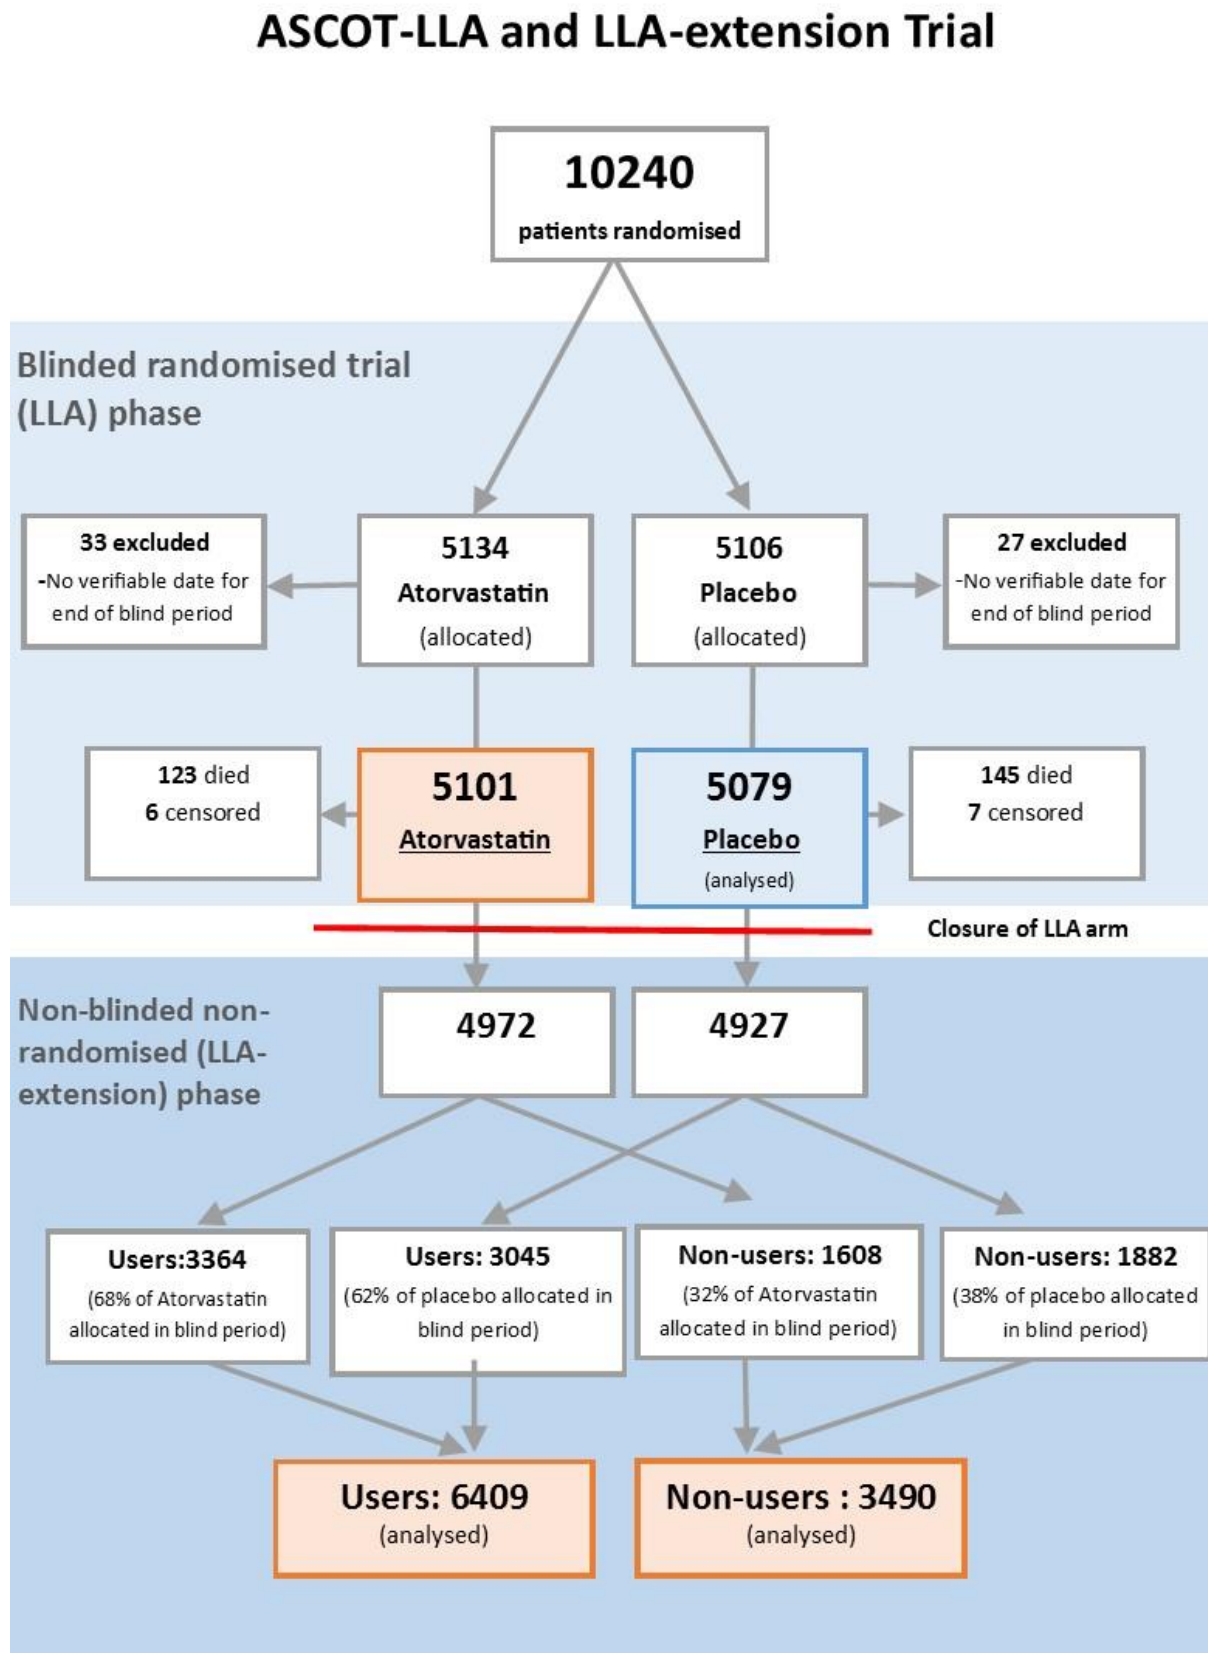 ASCOT-LLA and LLA-extension Trial
10240
patients randomised
Blinded randomised trial
(LLA) phase
33 excluded
-No verifiable date for
end of blind period
5134
Atorvastatin
(allocated)
5106
Placebo
(allocated)
27 excluded
-No verifiable date for
end of blind period
123 died
6 censored
5101
Atorvastatin
5079
Placebo
(analysed)
145 died
7 censored
Closure of LLA arm
Non-blinded non-
randomised (LLA-
extension) phase
4972
4927
Users:3364
(68% of Atorvastatin
allocated in blind period)
Users: 3045
(62% of placebo allocated in
blind period)
Non-users: 1608
(32% of Atorvastatin
allocated in blind period)
Non-users: 1882
(38% of placebo allocated
in blind period)
Users: 6409
(analysed)
Non-users : 3490
(analysed)